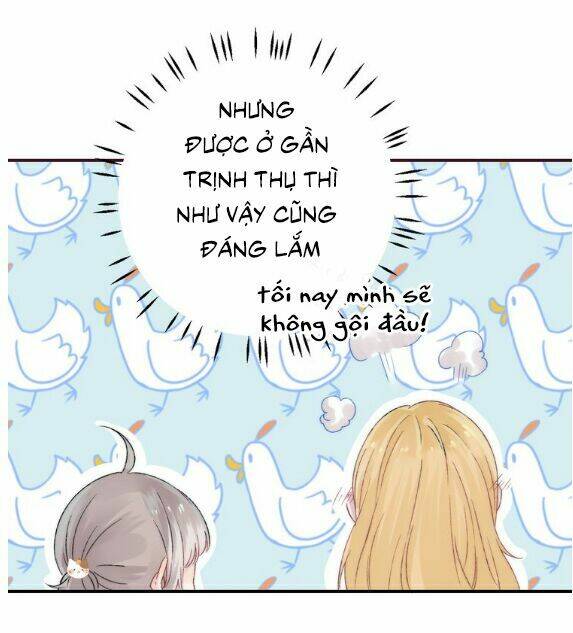 NHƯNG
ĐƯỢC Ở GẦN
TRỊNH THỤ THÌ
NHƯ VẬY CŨNG
ĐÁNG LẮM
tối nay mình sẽ
không gội đầu!